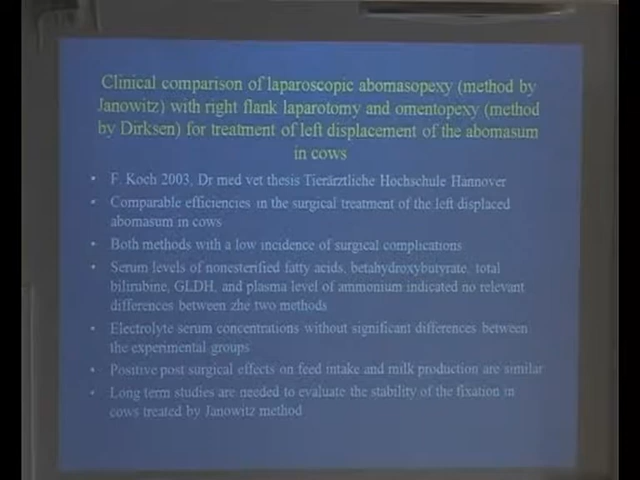 Clinical comparison of laparoscopic abomasopexy (method by
Janowitz) with right flank laparotomy and omentopexy (method
by Dirksen) for treatment of left displacement of the abomasum
in cows
• F. Koch 2003, Dr med vet thesis Tierärztliche Hochschule Hannover
• Comparable efficiencies in the surgical treatment of the left displaced
abomasum in cows
• Both methods with a low incidence of surgical complications
• Serum levels of nonesterified fatty acids, betahydroxybutyrate, total
bilirubine, GLDH, and plasma level of ammonium indicated no relevant
differences between zhe two methods
• Electrolyte serum concentrations without significant differences between
the experimental groups
• Positive post surgical effects on feed intake and milk production are similar
• Long term studies are needed to evaluate the stability of the fixation in
cows treated by Janowitz method